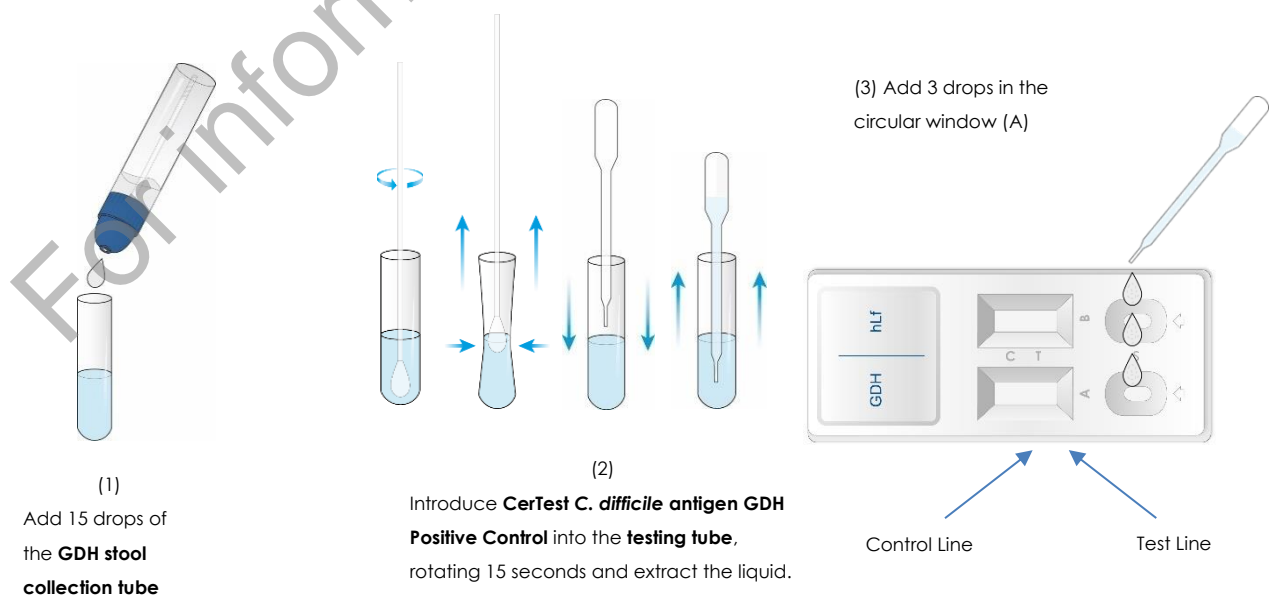 For inform
(1)
Add 15 drops of
the GDH stool
collection tube
(2)
Introduce CerTest C. difficile antigen GDH
Positive Control into the testing tube,
rotating 15 seconds and extract the liquid.
(3) Add 3 drops in the
circular window (A)
hLf
GDH
B
C T
S
A
Control Line
Test Line